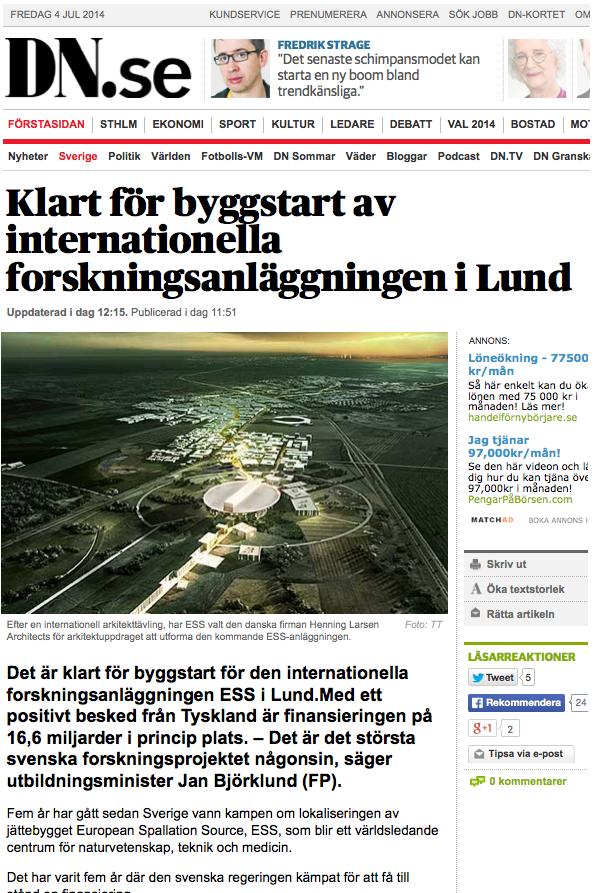 FREDAG 4 JUL 2014
KUNDSERVICE PRENUMERERA ANNONSERA SÖK JOBB DN-KORTET OM
DN.se
FREDRIK STRAGE
"Det senaste schimpansmodet kan
starta en ny boom bland
trendkänsliga."
FÖRSTASIDAN STHLM EKONOMI SPORT KULTUR LEDARE DEBATT VAL 2014 BOSTAD MOT
Nyheter Sverige Politik Världen Fotbolls-VM DN Sommar Väder Bloggar Podcast DN.TV DN Granska
Klart för byggstart av
internationella
forskningsanläggningen i Lund
Uppdaterad i dag 12:15. Publicerad i dag 11:51
Efter en internationell arkitekttävling, har ESS valt den danska firman Henning Larsen
Architects för arkitektuppdraget att utforma den kommande ESS-anläggningen.
Foto: TT
Det är klart för byggstart för den internationella
forskningsanläggningen ESS i Lund.Med ett
positivt besked från Tyskland är finansieringen på
16,6 miljarder i princip plats. – Det är det största
svenska forskningsprojektet någonsin, säger
utbildningsminister Jan Björklund (FP).
Fem år har gått sedan Sverige vann kampen om lokaliseringen av
jättebygget European Spallation Source, ESS, som blir ett världsledande
centrum för naturvetenskap, teknik och medicin.
Det har varit fem år där den svenska regeringen kämpat för att få till
stånd en finansiering
ANNONS:
Löneökning - 77500
kr/mån
Så här enkelt kan du öka
lönen med 75 000 kr i
månaden! Läs mer!
handelförnybörjare.se
Jag tjänar
97,000kr/mån!
Se den här videon och lä
dig hur du kan tjäna öve
97,000kr i månaden!
PengarPåBörsen.com
MATCHAD BOKA ANNONS H
Skriv ut
Öka textstorlek
Rätta artikeln
LÄSARREAKTIONER
Tweet 5
Rekommendera 24
g+1 2
Tipsa via e-post
0 kommentarer